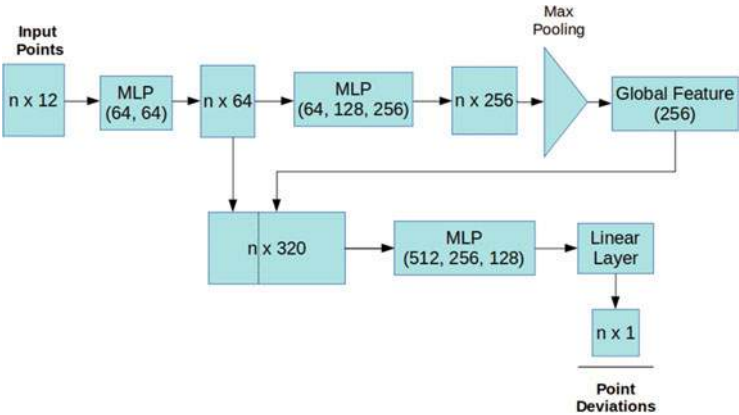 Input
Points
n x 12
MLP
(64, 64)
n x 64
MLP
(64, 128, 256)
n x 256
Max
Pooling
Global Feature
(256)
n x 320
MLP
(512, 256, 128)
Linear
Layer
n x 1
Point
Deviations